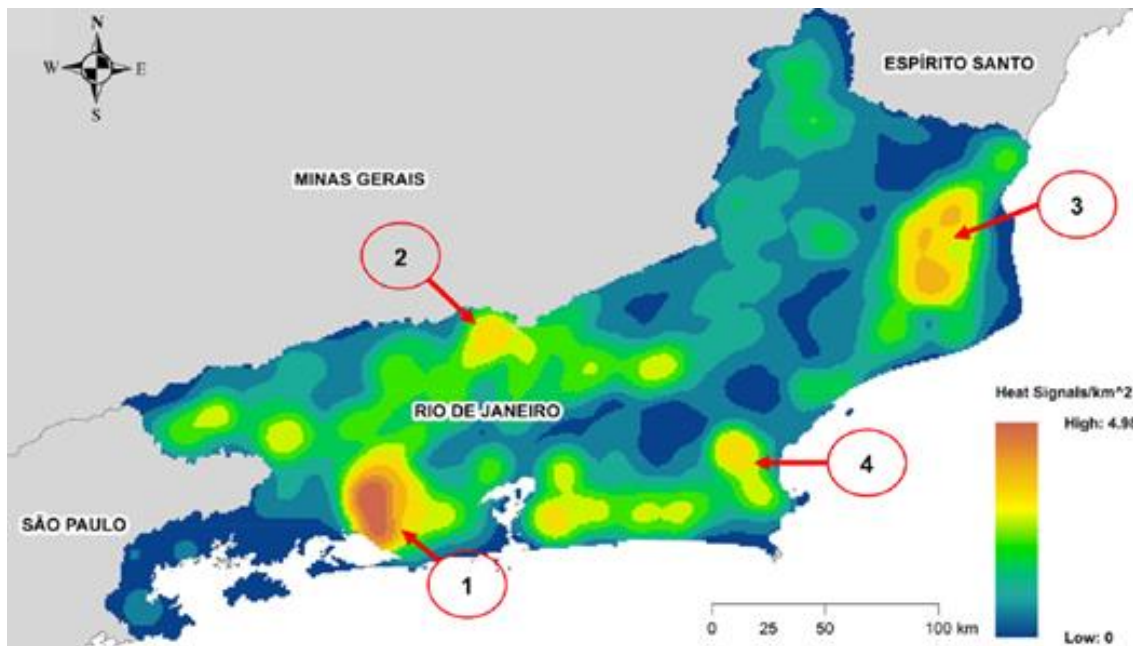 N
W E
S
ESPÍRITO SANTO
MINAS GERAIS
3
2
RIO DE JANEIRO
Heat Signals/km^2
High: 4.98
4
SÃO PAULO
1
0 25 50 100 km
Low: 0